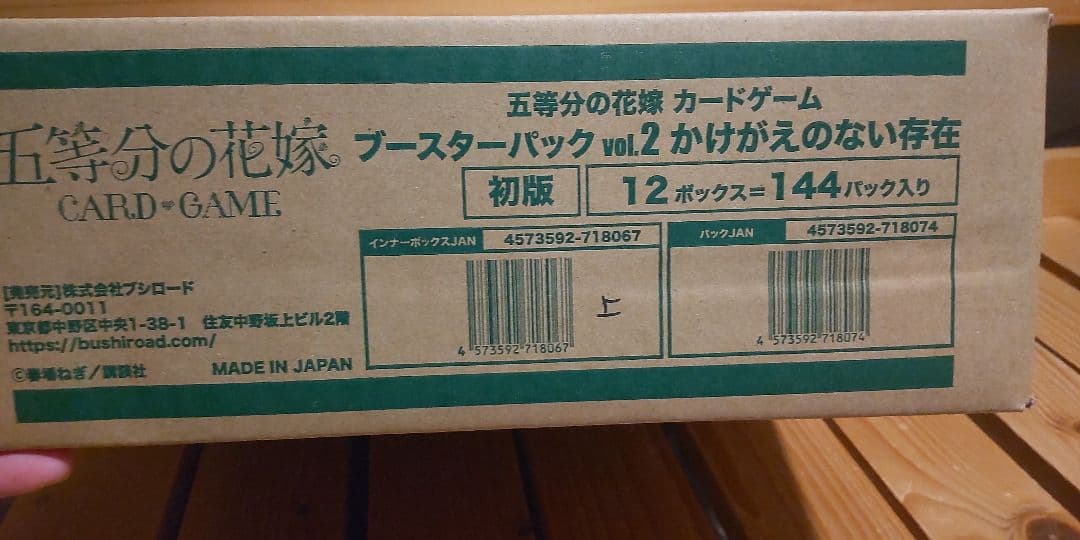 五等分の花嫁
CARD GAME
五等分の花嫁 カードゲーム
ブースターパック vol.2 かけがえのない存在
初版
12ボックス=144パック入り
インナーボックスJAN
4573592-718067
4 573592 718067
上
パックJAN
4573592-718074
4 573592 718074
[発売元]株式会社ブシロード
〒164-0011
東京都中野区中央1-38-1 住友中野坂上ビル2階
https://bushiroad.com/
©春場ねぎ/講談社
MADE IN JAPAN